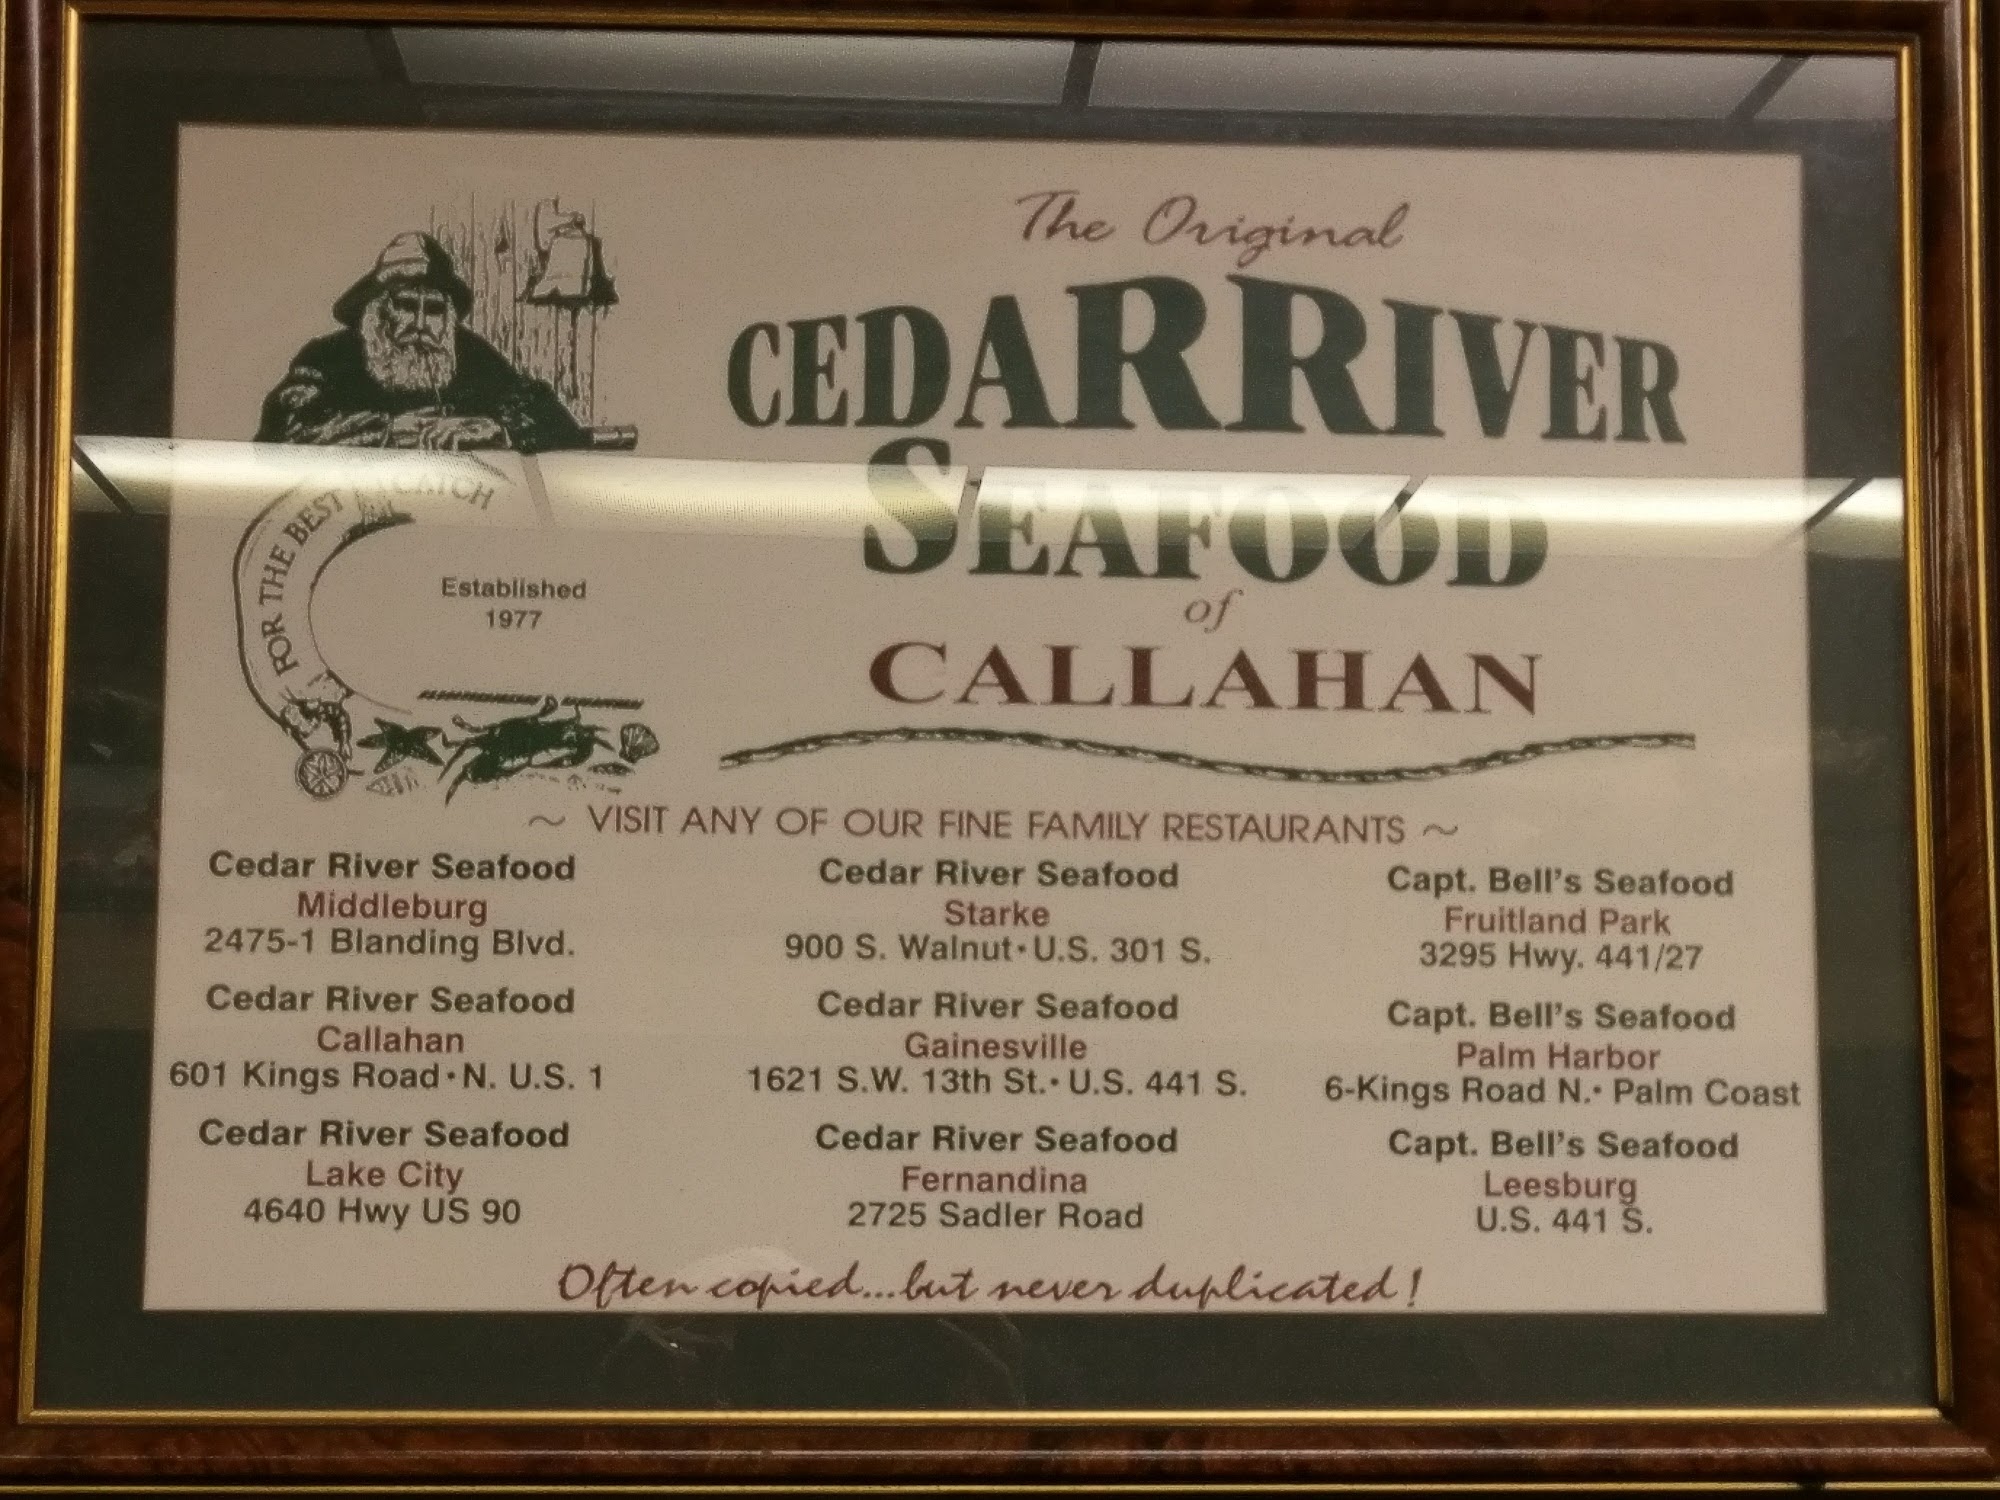 The Original
CEDAR RIVER
SEAFOOD
of
CALLAHAN
FOR THE BEST CATCH
Established
1977
~ VISIT ANY OF OUR FINE FAMILY RESTAURANTS ~
Cedar River Seafood
Middleburg
2475-1 Blanding Blvd.
Cedar River Seafood
Callahan
601 Kings Road • N. U.S. 1
Cedar River Seafood
Lake City
4640 Hwy US 90
Cedar River Seafood
Starke
900 S. Walnut • U.S. 301 S.
Cedar River Seafood
Gainesville
1621 S.W. 13th St. • U.S. 441 S.
Cedar River Seafood
Fernandina
2725 Sadler Road
Capt. Bell's Seafood
Fruitland Park
3295 Hwy. 441/27
Capt. Bell's Seafood
Palm Harbor
6-Kings Road N. • Palm Coast
Capt. Bell's Seafood
Leesburg
U.S. 441 S.
Often copied...but never duplicated!